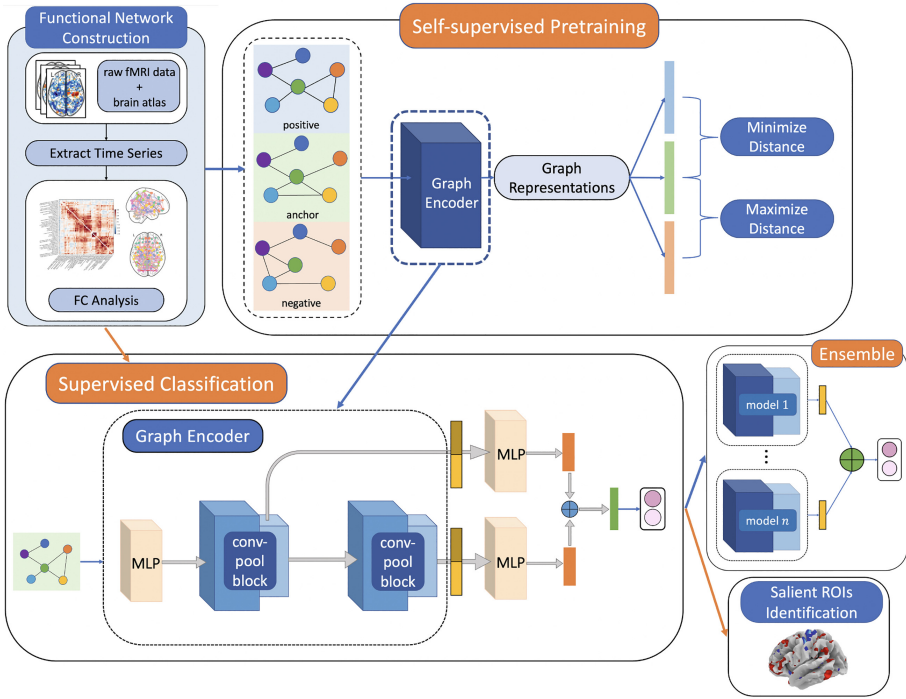 Functional Network
Construction
raw fMRI data
+
brain atlas
Extract Time Series
FC Analysis
Self-supervised Pretraining
positive
anchor
negative
Graph
Encoder
Graph
Representations
Minimize
Distance
Maximize
Distance
Supervised Classification
Graph Encoder
MLP
conv-
pool
block
conv-
pool
block
MLP
MLP
Ensemble
model 1
...
model n
Salient ROIs
Identification